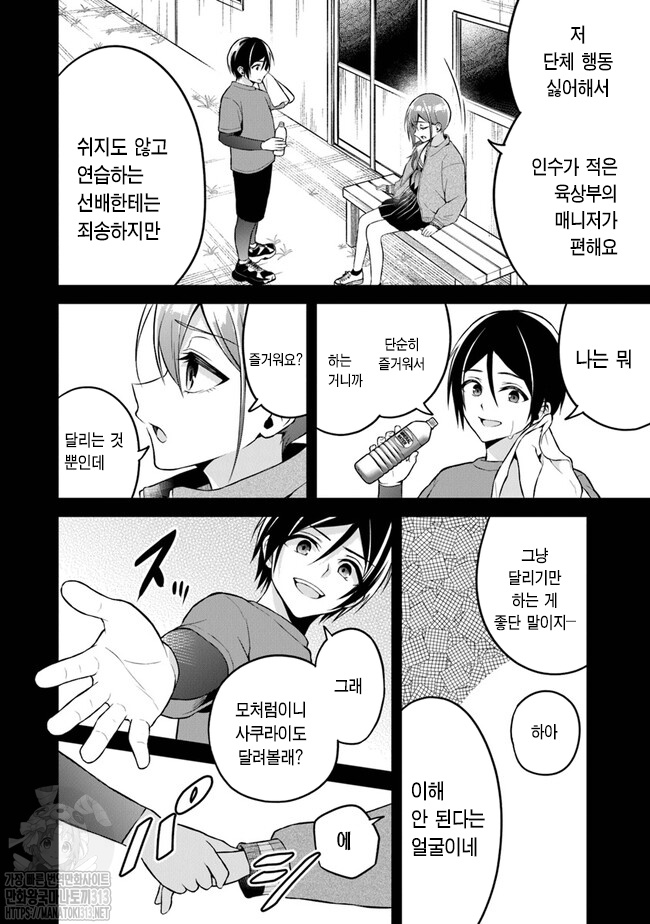 저
단체 행동
싫어해서
인수가 적은
육상부의
매니저가
편해요
쉬지도 않고
연습하는
선배한테는
죄송하지만
나는 뭐
단순히
즐거워서
하는
거니까
즐거워요?
달리는 것
뿐인데
그냥
달리기만
하는 게
좋단 말이지―
하아
이해
안 된다는
얼굴이네
그래
모처럼이니
사쿠라이도
달려볼래?
スッ
에
パシ
가장 빠른 번역만화사이트
만화왕국마나토끼313
HTTPS://MANATOKI313.NET